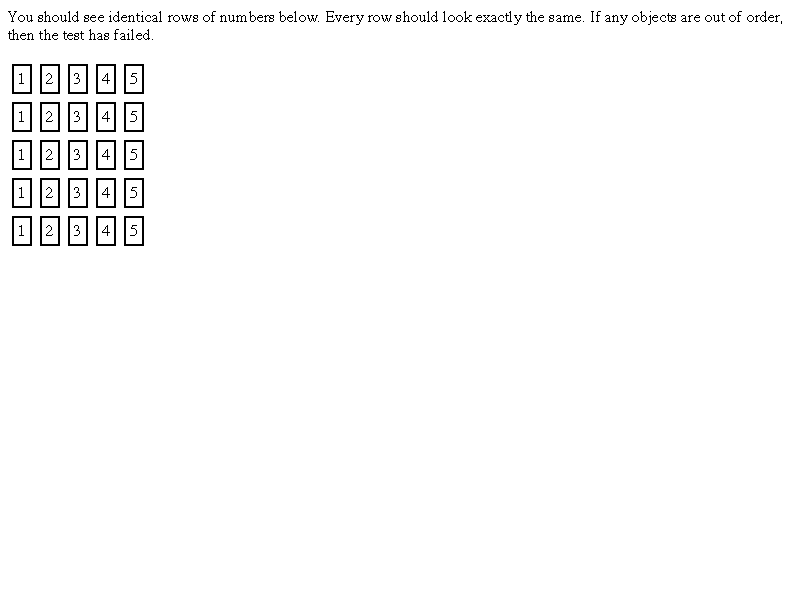 You should see identical rows of numbers below. Every row should look exactly the same. If any objects are out of order,
then the test has failed.
1 2 3 4 5
1 2 3 4 5
1 2 3 4 5
1 2 3 4 5
1 2 3 4 5